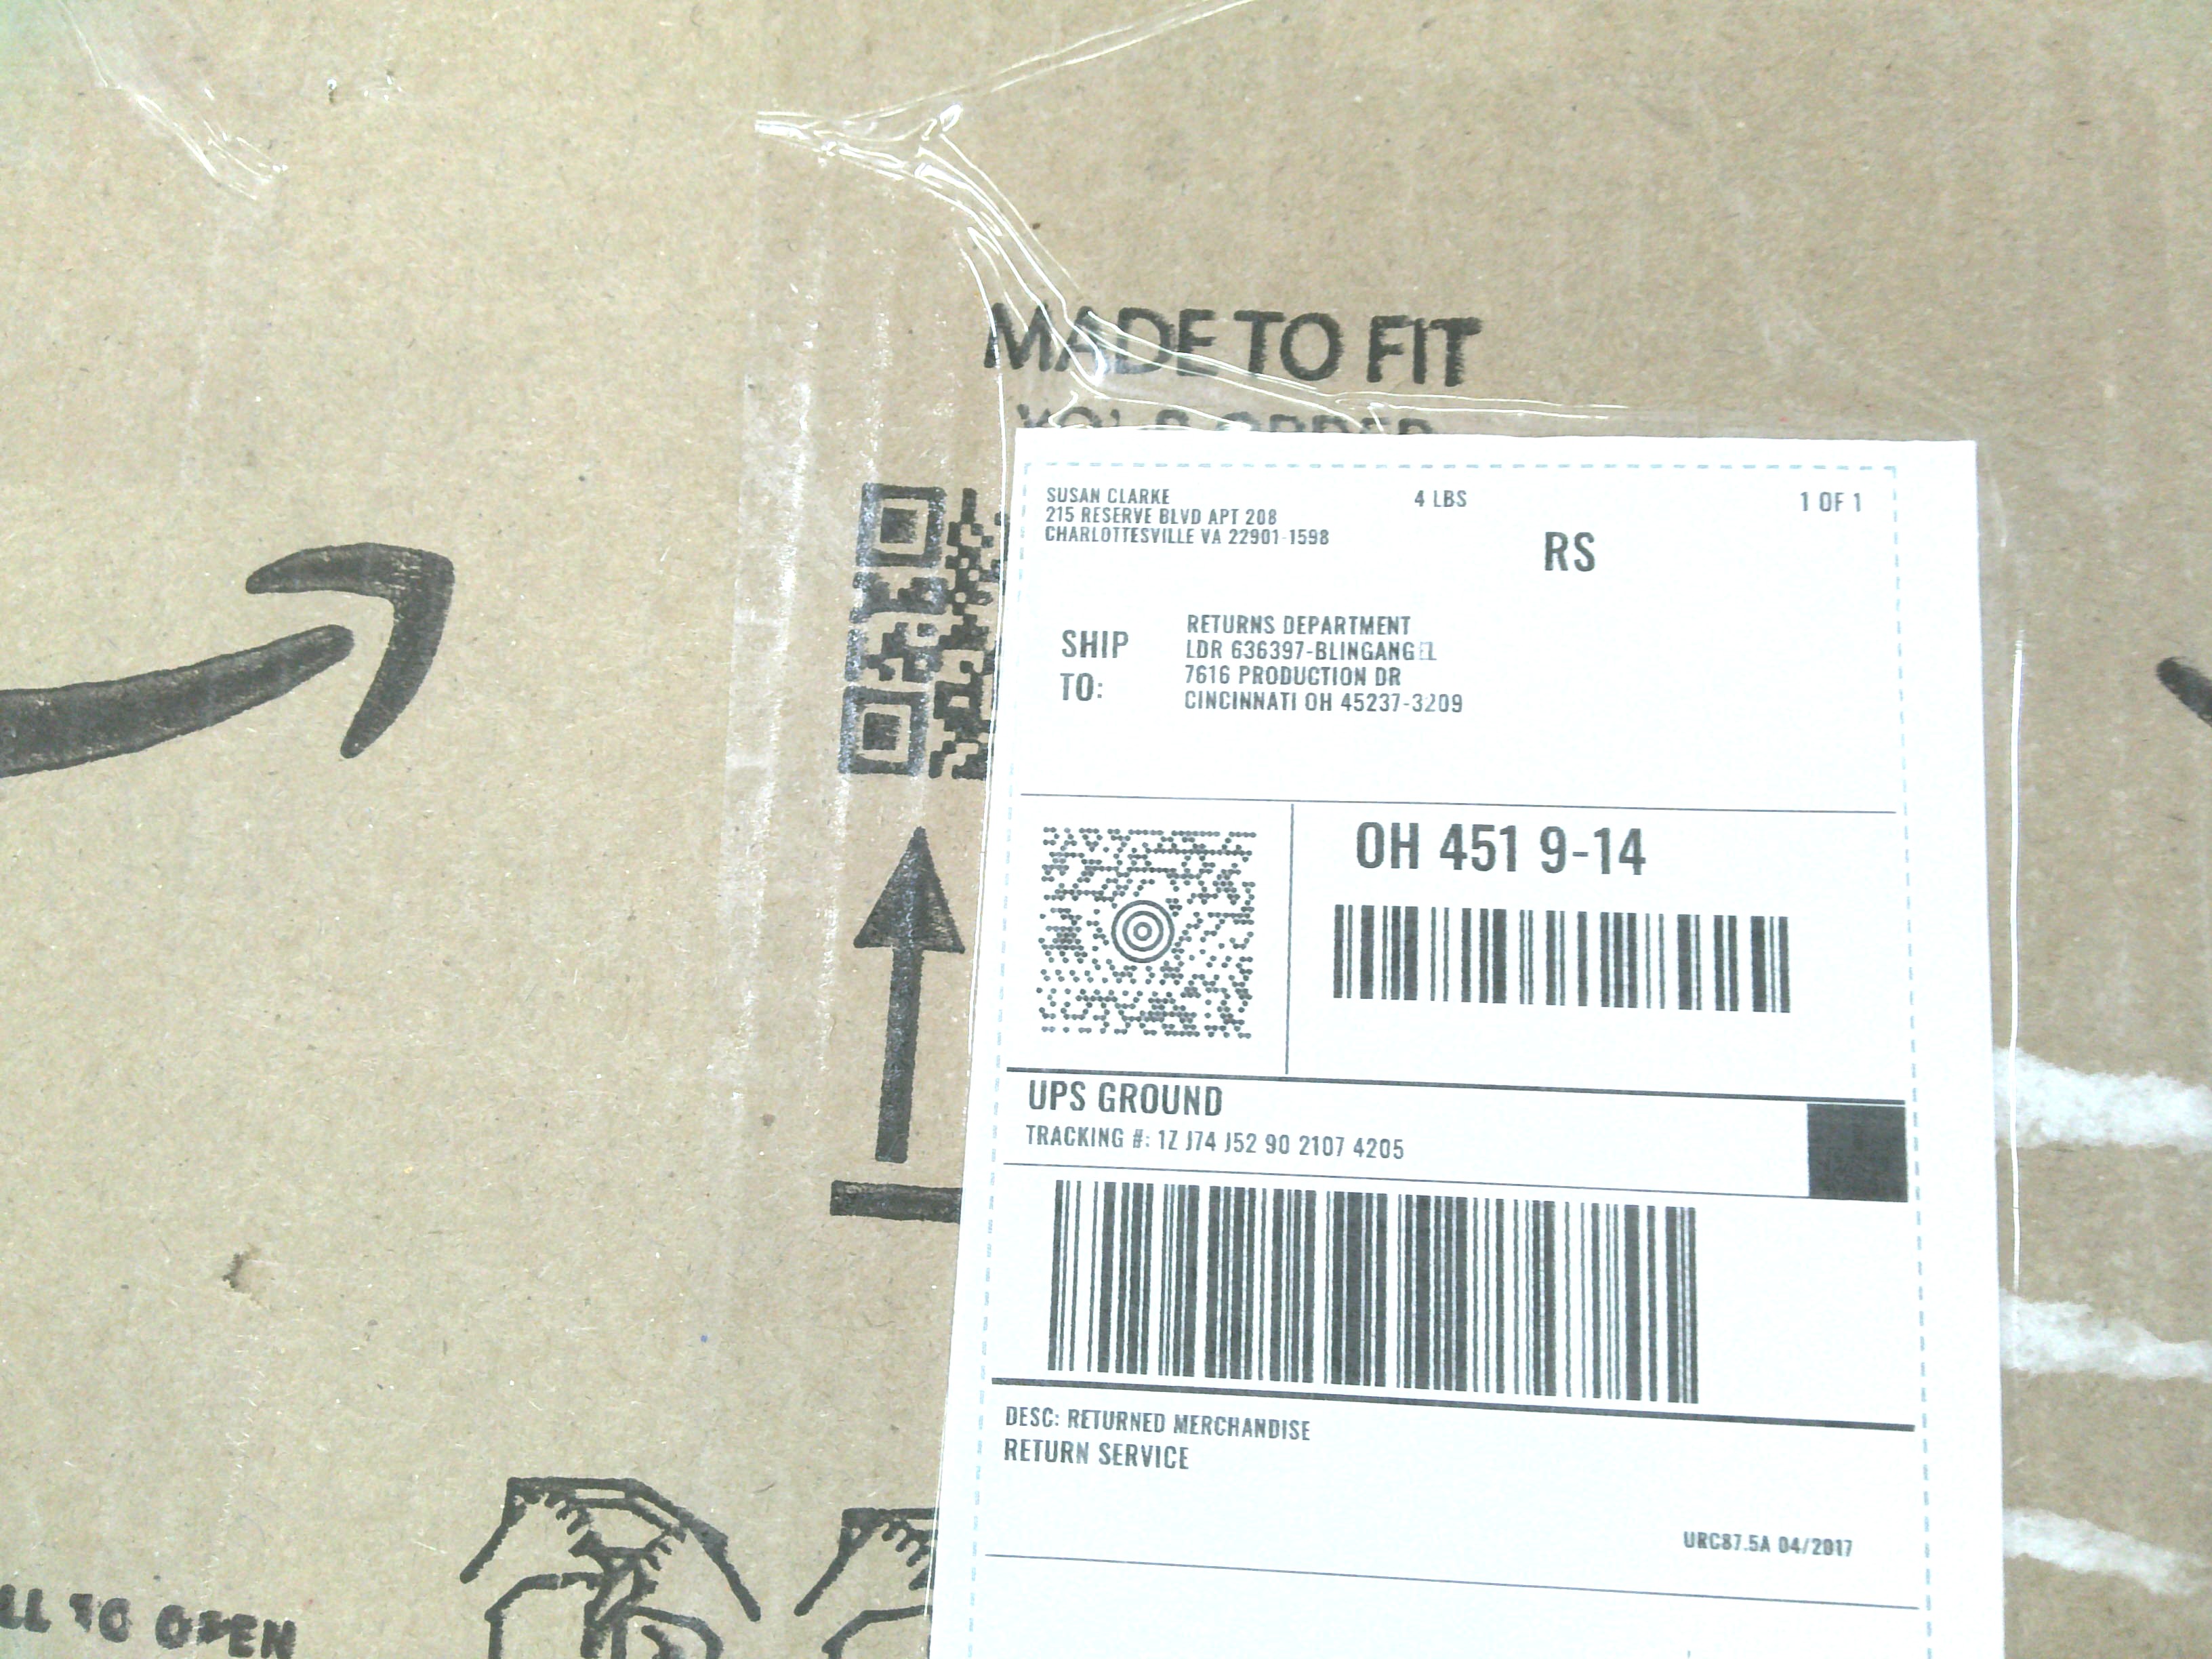 MADE TO FIT
YOUR ORDER
SUSAN CLARKE
215 RESERVE BLVD APT 208
CHARLOTTESVILLE VA 22901-1598
4 LBS
1 OF 1
RS
SHIP
TO:
RETURNS DEPARTMENT
LDR 636397-BLINGANGEL
7616 PRODUCTION DR
CINCINNATI OH 45237-3209
OH 451 9-14
UPS GROUND
TRACKING #: 1Z J74 J52 90 2107 4205
DESC: RETURNED MERCHANDISE
RETURN SERVICE
URC87.5A 04/2017
TO OPEN